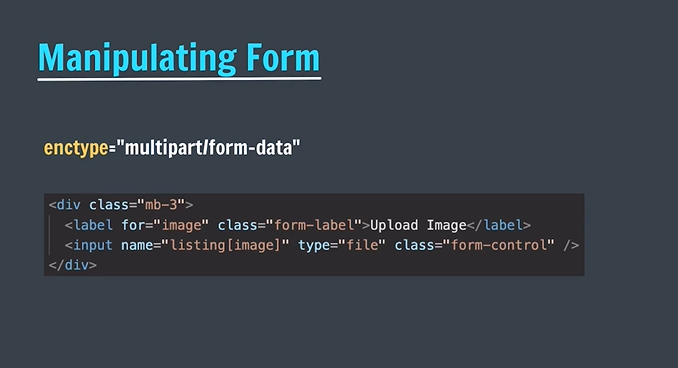 Manipulating Form
enctype="multipart/form-data"
<div class="mb-3">
<label for="image" class="form-label">Upload Image</label>
<input name="listing[image]" type="file" class="form-control" />
</div>